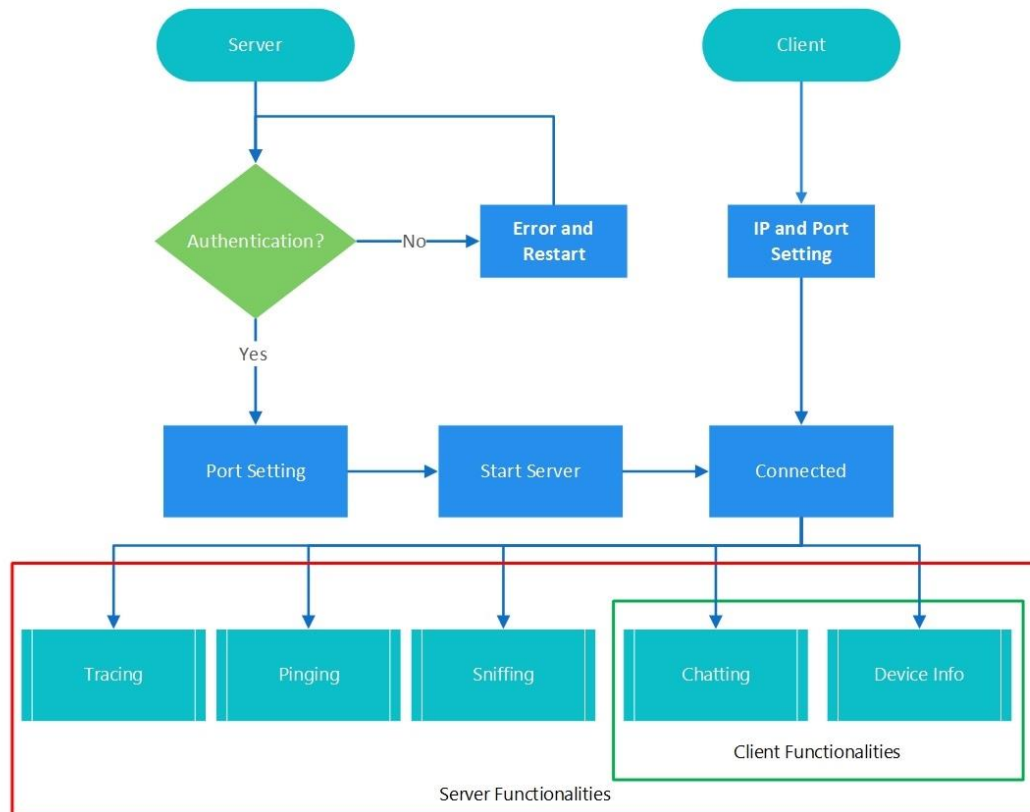 Server
Client
Authentication?
No
Error and
Restart
IP and Port
Setting
Yes
Port Setting
Start Server
Connected
Tracing
Pinging
Sniffing
Chatting
Device Info
Client Functionalities
Server Functionalities